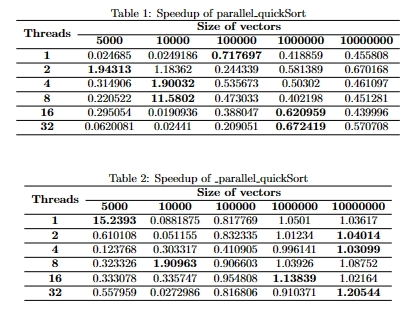 Table 1: Speedup of parallel_quickSort
Threads Size of vectors
5000 10000 100000 1000000 10000000
1 0.024685 0.0249186 0.717697 0.418859 0.455808
2 1.94313 1.18362 0.244339 0.581389 0.670168
4 0.314906 1.90032 0.535673 0.50302 0.461097
8 0.220522 11.5802 0.473033 0.402198 0.451281
16 0.295054 0.0190936 0.388047 0.620959 0.439996
32 0.0620081 0.02441 0.209051 0.672419 0.570708
Table 2: Speedup of _parallel_quickSort
Threads Size of vectors
5000 10000 100000 1000000 10000000
1 15.2393 0.0881875 0.817769 1.0501 1.03617
2 0.610108 0.051155 0.832335 1.01234 1.04014
4 0.123768 0.303317 0.410905 0.996141 1.03099
8 0.323326 1.90963 0.906603 1.03926 1.08752
16 0.333078 0.335747 0.954808 1.13839 1.02164
32 0.557959 0.0272986 0.816806 0.910371 1.20544